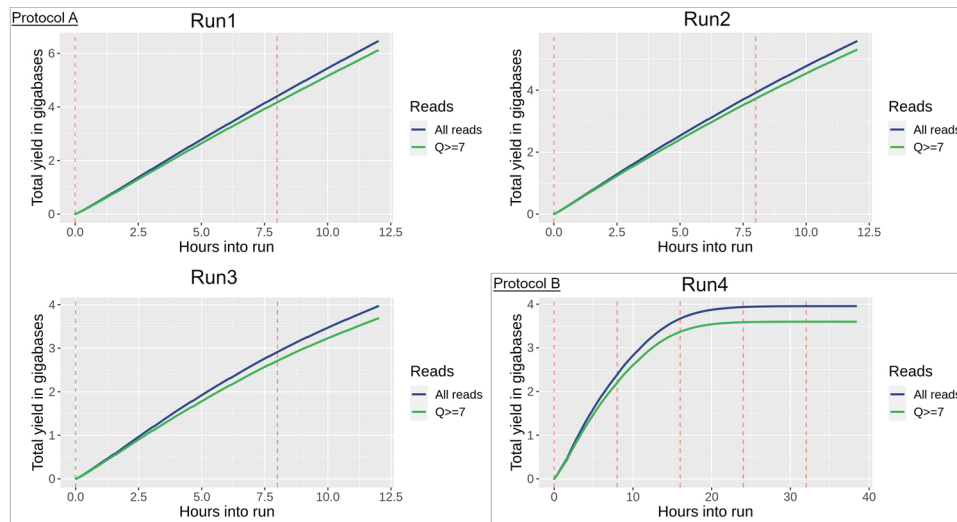 Protocol A
Run1
Total yield in gigabases
6
4
2
0
0.0 2.5 5.0 7.5 10.0 12.5
Hours into run
Reads
All reads
Q>=7
Run2
Total yield in gigabases
4
2
0
0.0 2.5 5.0 7.5 10.0 12.5
Hours into run
Reads
All reads
Q>=7
Run3
Total yield in gigabases
4
3
2
1
0
0.0 2.5 5.0 7.5 10.0 12.5
Hours into run
Reads
All reads
Q>=7
Protocol B
Run4
Total yield in gigabases
4
3
2
1
0
0 10 20 30 40
Hours into run
Reads
All reads
Q>=7